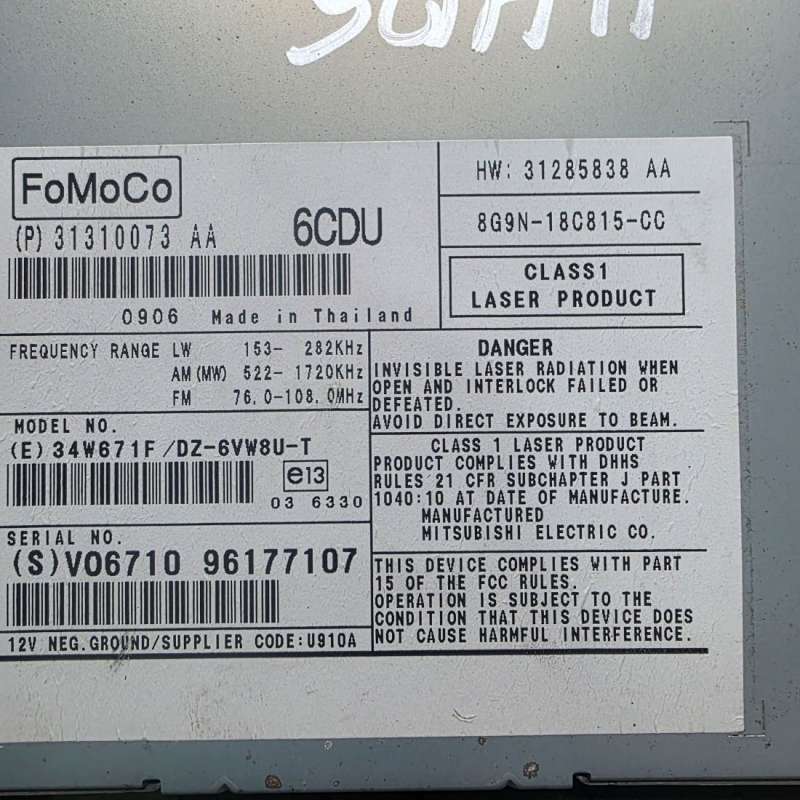 FoMoCo
(P) 31310073 AA 6CDU
0906 Made in Thailand
HW: 31285838 AA
8G9N-18C815-CC
CLASS1
LASER PRODUCT
FREQUENCY RANGE LW 153- 282KHz
AM (MW) 522- 1720KHz
FM 76.0-108.0MHz
MODEL NO.
(E) 34W671F/DZ-6VW8U-T
e13
03 6330
SERIAL NO.
(S)V06710 96177107
12V NEG.GROUND/SUPPLIER CODE:U910A
DANGER
INVISIBLE LASER RADIATION WHEN
OPEN AND INTERLOCK FAILED OR
DEFEATED.
AVOID DIRECT EXPOSURE TO BEAM.
CLASS 1 LASER PRODUCT
PRODUCT COMPLIES WITH DHHS
RULES 21 CFR SUBCHAPTER J PART
1040:10 AT DATE OF MANUFACTURE.
MANUFACTURED
MITSUBISHI ELECTRIC CO.
THIS DEVICE COMPLIES WITH PART
15 OF THE FCC RULES.
OPERATION IS SUBJECT TO THE
CONDITION THAT THIS DEVICE DOES
NOT CAUSE HARMFUL INTERFERENCE.